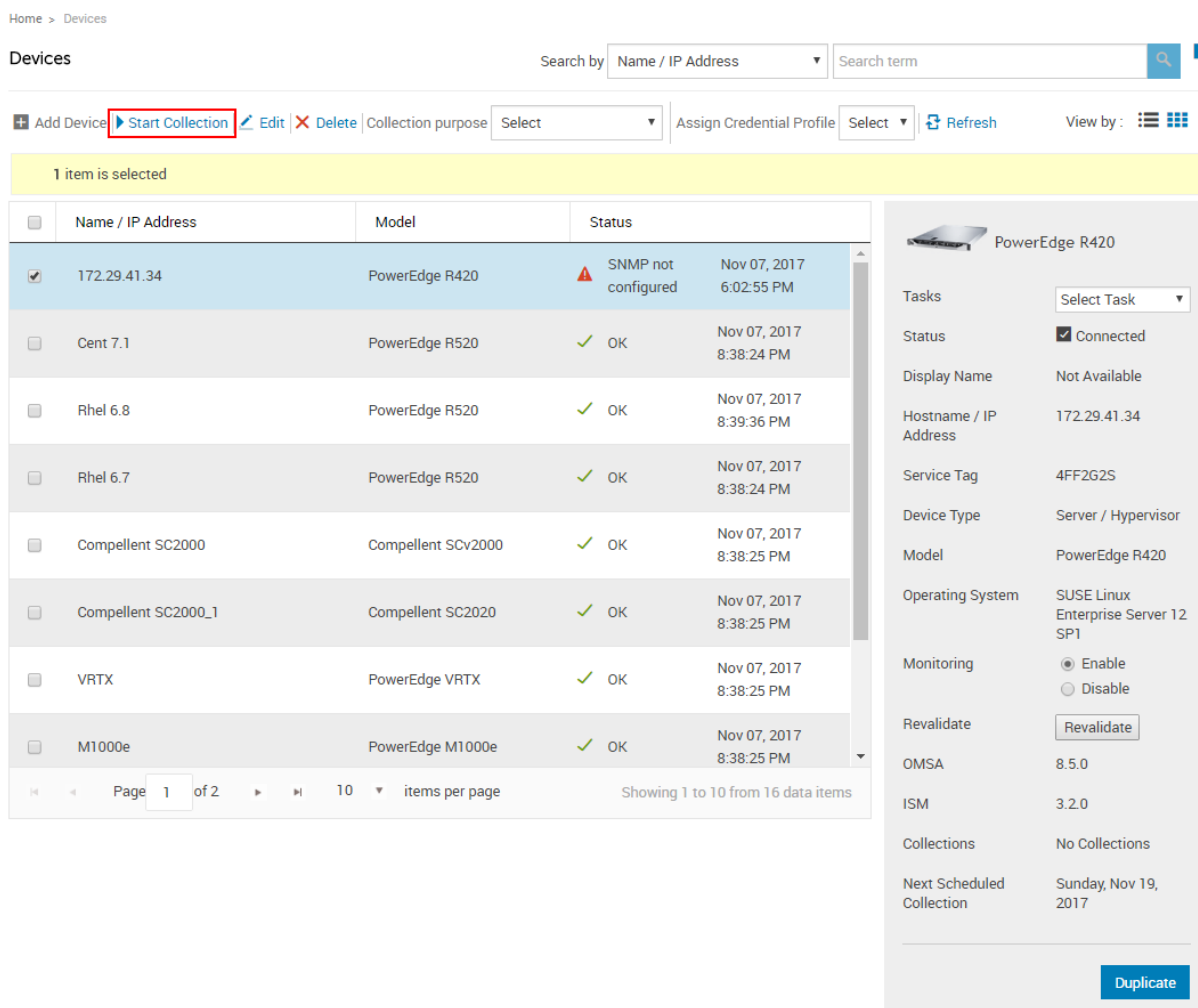 Home > Devices
Devices
Search by Name / IP Address Search term
Add Device Start Collection Edit Delete Collection purpose Select Assign Credential Profile Select Refresh View by :
1 item is selected
Name / IP Address Model Status
172.29.41.34 PowerEdge R420 SNMP not configured Nov 07, 2017 6:02:55 PM
Cent 7.1 PowerEdge R520 OK Nov 07, 2017 8:38:24 PM
Rhel 6.8 PowerEdge R520 OK Nov 07, 2017 8:39:36 PM
Rhel 6.7 PowerEdge R520 OK Nov 07, 2017 8:38:24 PM
Compellent SC2000 Compellent SCv2000 OK Nov 07, 2017 8:38:25 PM
Compellent SC2000_1 Compellent SC2020 OK Nov 07, 2017 8:38:25 PM
VRTX PowerEdge VRTX OK Nov 07, 2017 8:38:25 PM
M1000e PowerEdge M1000e OK Nov 07, 2017 8:38:25 PM
Page 1 of 2 10 items per page Showing 1 to 10 from 16 data items
PowerEdge R420
Tasks Select Task
Status Connected
Display Name Not Available
Hostname / IP Address 172.29.41.34
Service Tag 4FF2G2S
Device Type Server / Hypervisor
Model PowerEdge R420
Operating System SUSE Linux Enterprise Server 12 SP1
Monitoring Enable
Disable
Revalidate Revalidate
OMSA 8.5.0
ISM 3.2.0
Collections No Collections
Next Scheduled Collection Sunday, Nov 19, 2017
Duplicate